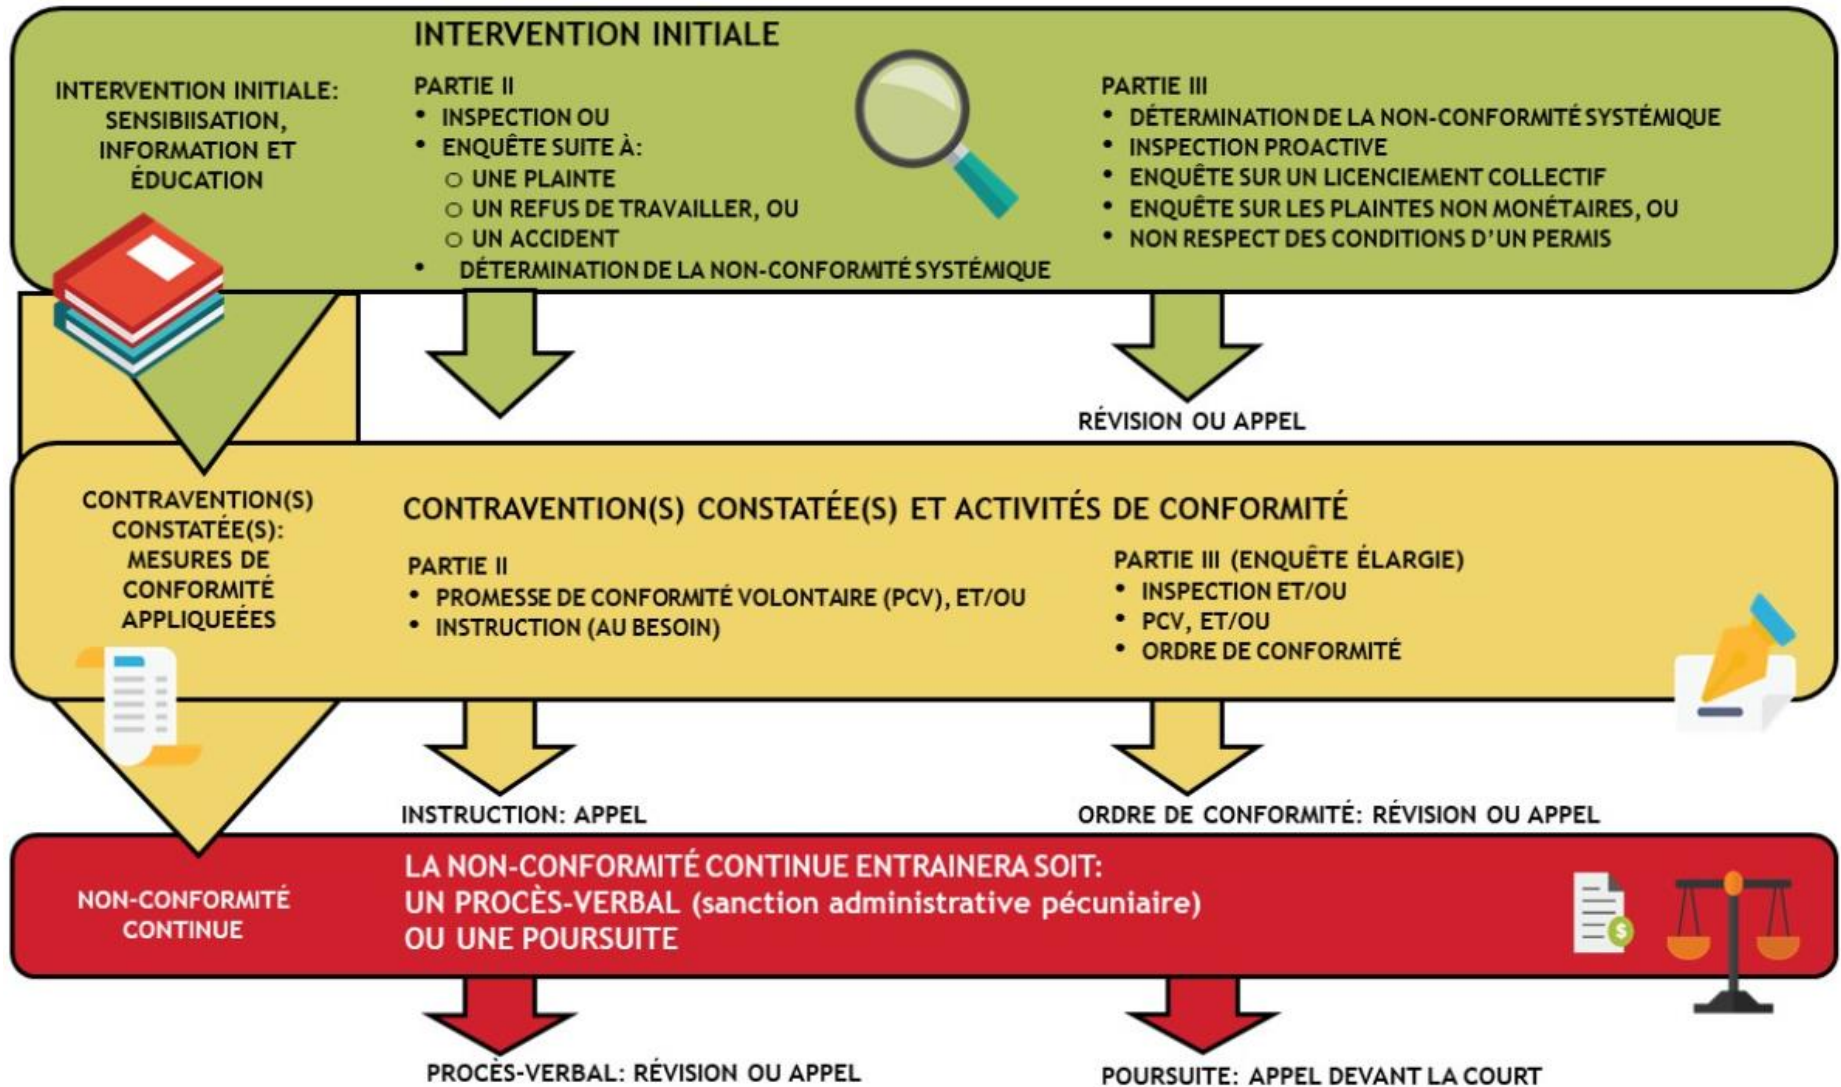 INTERVENTION INITIALE:
SENSIBIISATION,
INFORMATION ET
ÉDUCATION
INTERVENTION INITIALE
PARTIE II
• INSPECTION OU
• ENQUÊTE SUITE À:
o UNE PLAINTE
o UN REFUS DE TRAVAILLER, OU
o UN ACCIDENT
• DÉTERMINATION DE LA NON-CONFORMITÉ SYSTÉMIQUE
PARTIE III
• DÉTERMINATION DE LA NON-CONFORMITÉ SYSTÉMIQUE
• INSPECTION PROACTIVE
• ENQUÊTE SUR UN LICENCIEMENT COLLECTIF
• ENQUÊTE SUR LES PLAINTES NON MONÉTAIRES, OU
• NON RESPECT DES CONDITIONS D'UN PERMIS
RÉVISION OU APPEL
CONTRAVENTION(S)
CONSTATÉE(S):
MESURES DE
CONFORMITÉ
APPLIQUEÉES
CONTRAVENTION(S) CONSTATÉE(S) ET ACTIVITÉS DE CONFORMITÉ
PARTIE II
• PROMESSE DE CONFORMITÉ VOLONTAIRE (PCV), ET/OU
• INSTRUCTION (AU BESOIN)
PARTIE III (ENQUÊTE ÉLARGIE)
• INSPECTION ET/OU
• PCV, ET/OU
• ORDRE DE CONFORMITÉ
INSTRUCTION: APPEL
ORDRE DE CONFORMITÉ: RÉVISION OU APPEL
NON-CONFORMITÉ
CONTINUE
LA NON-CONFORMITÉ CONTINUE ENTRAINERA SOIT:
UN PROCÈS-VERBAL (sanction administrative pécuniaire)
OU UNE POURSUITE
$
PROCÈS-VERBAL: RÉVISION OU APPEL
POURSUITE: APPEL DEVANT LA COURT